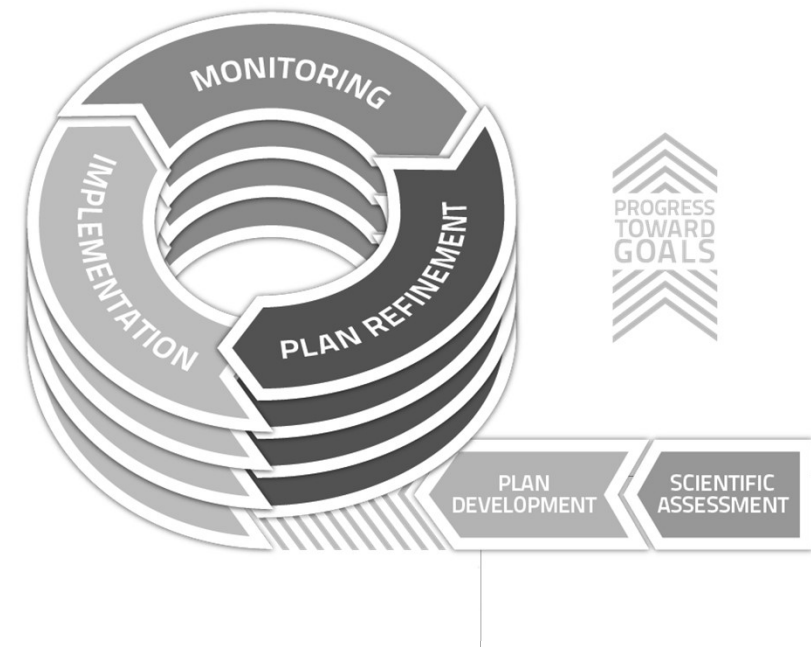 MONITORING
IMPLEMENTATION
PLAN REFINEMENT
PROGRESS
TOWARD
GOALS
PLAN
DEVELOPMENT
SCIENTIFIC
ASSESSMENT